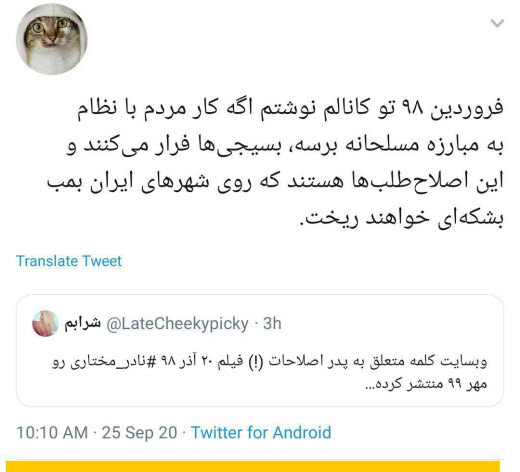 فروردین ۹۸ تو کانالم نوشتم اگه کار مردم با نظام
به مبارزه مسلحانه برسه، بسیجی‌ها فرار می‌کنند و
این اصلاح‌طلب‌ها هستند که روی شهرهای ایران بمب
بشکه‌ای خواهند ریخت.
Translate Tweet
شرابم @LateCheekypicky · 3h
وبسایت کلمه متعلق به پدر اصلاحات (!) فیلم ۲۰ آذر ۹۸ #نادر_مختاری رو
مهر ۹۹ منتشر کرده...
10:10 AM · 25 Sep 20 · Twitter for Android